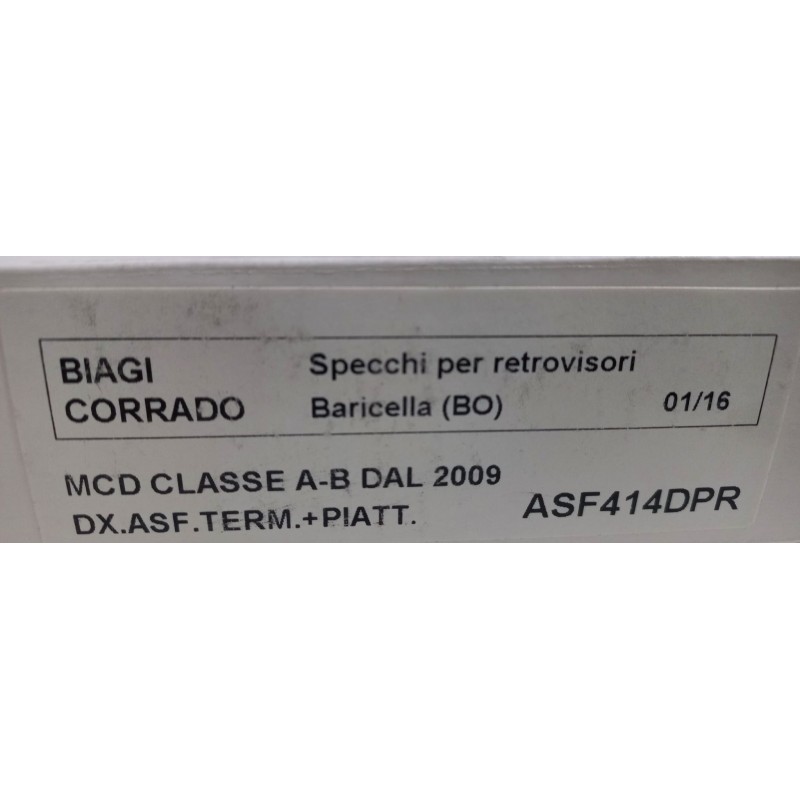 BIAGI Specchi per retrovisori
CORRADO Baricella (BO) 01/16
MCD CLASSE A-B DAL 2009
DX.ASF.TERM.+PIATT. ASF414DPR